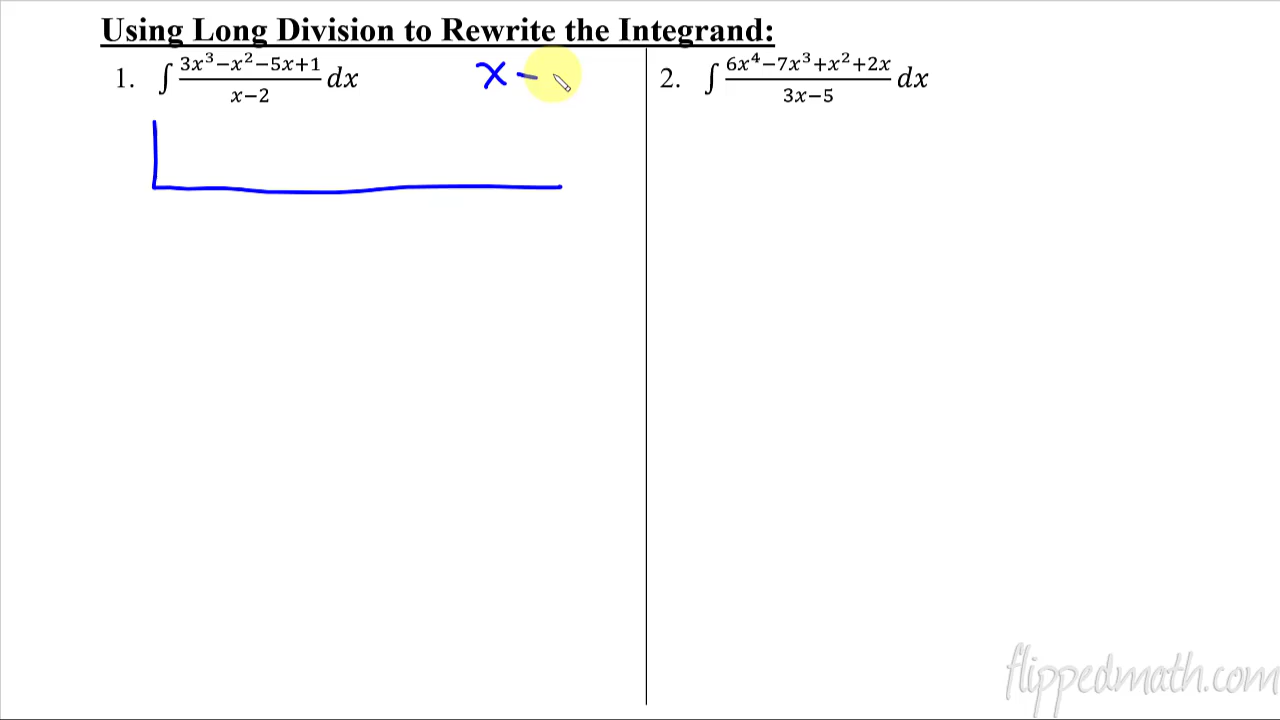 Using Long Division to Rewrite the Integrand:
1. ∫ (3x³−x²−5x+1)/(x−2) dx
x −
2. ∫ (6x⁴−7x³+x²+2x)/(3x−5) dx
flippedmath.com